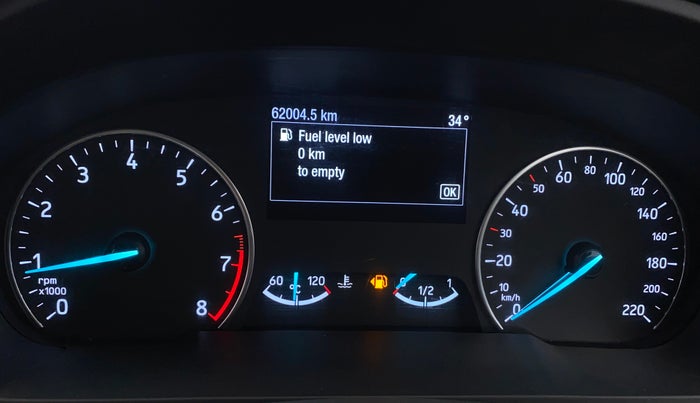 62004.5 km 34°
Fuel level low
0 km
to empty
OK
0 1 2 3 4 5 6 7 8
rpm
x1000
60 °C 120
0 1/2 1
0 10 20 30 40 50 60 80 100 120 140 160 180 200 220
km/h